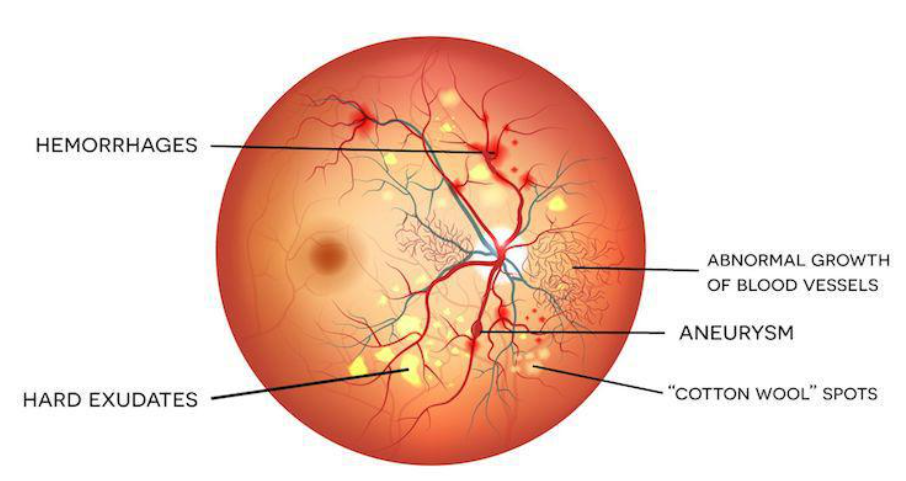 HEMORRHAGES
ABNORMAL GROWTH
OF BLOOD VESSELS
ANEURYSM
HARD EXUDATES
“COTTON WOOL” SPOTS